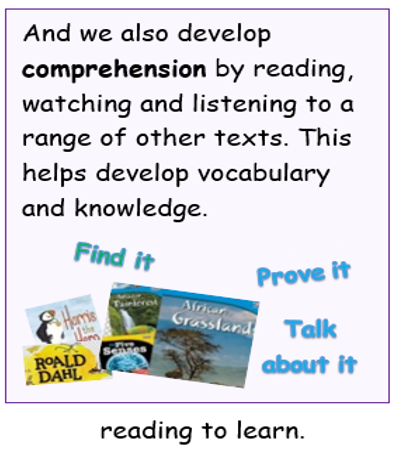 And we also develop
comprehension by reading,
watching and listening to a
range of other texts. This
helps develop vocabulary
and knowledge.
Find it
Prove it
Talk
about it
Harris
the
Hero
Rainforest
African
Grassland
Five
Senses
ROALD
DAHL
reading to learn.